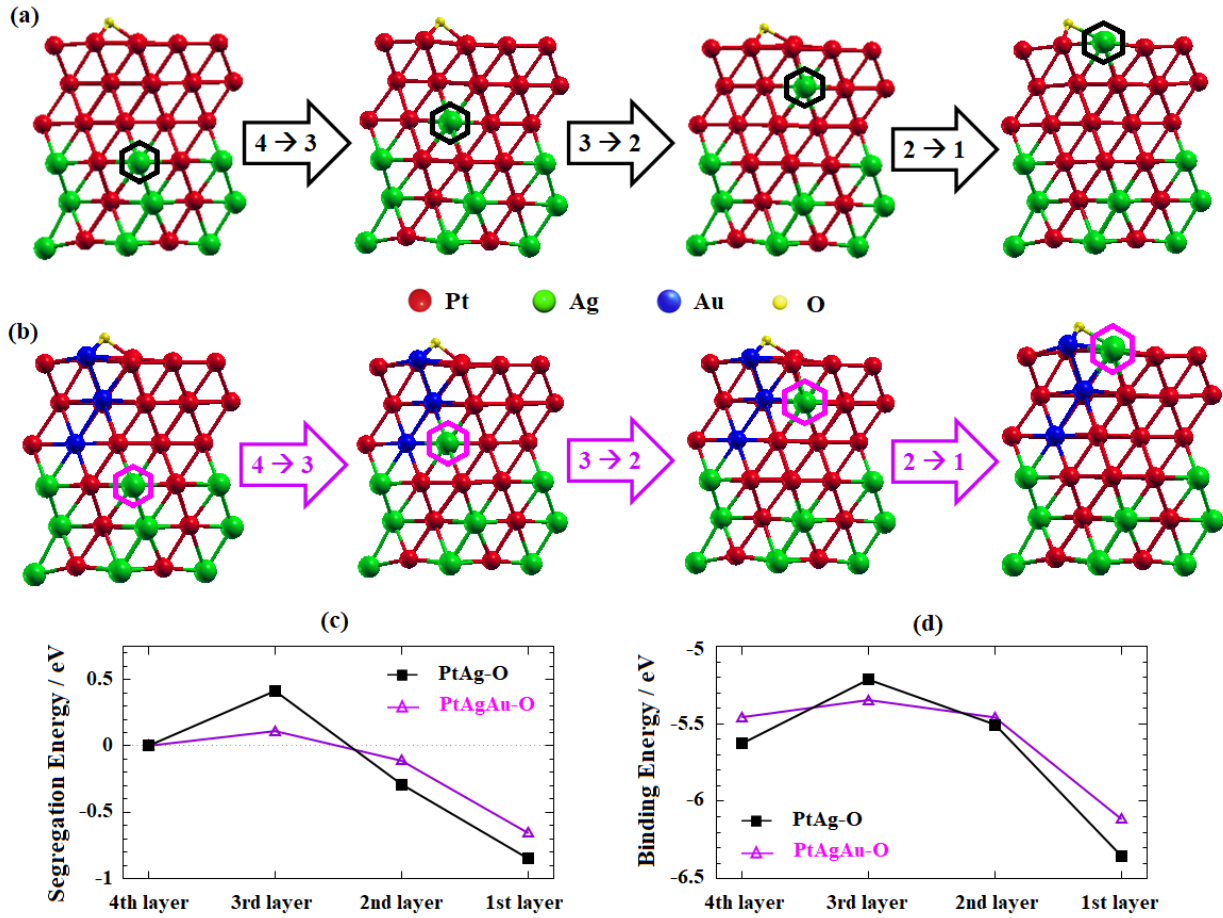 (a)
4 → 3
3 → 2
2 → 1
Pt Ag Au O
(b)
4 → 3
3 → 2
2 → 1
(c)
Segregation Energy / eV
0.5
0
-0.5
-1
PtAg-O
PtAgAu-O
4th layer 3rd layer 2nd layer 1st layer
(d)
Binding Energy / eV
-5
-5.5
-6
-6.5
PtAg-O
PtAgAu-O
4th layer 3rd layer 2nd layer 1st layer